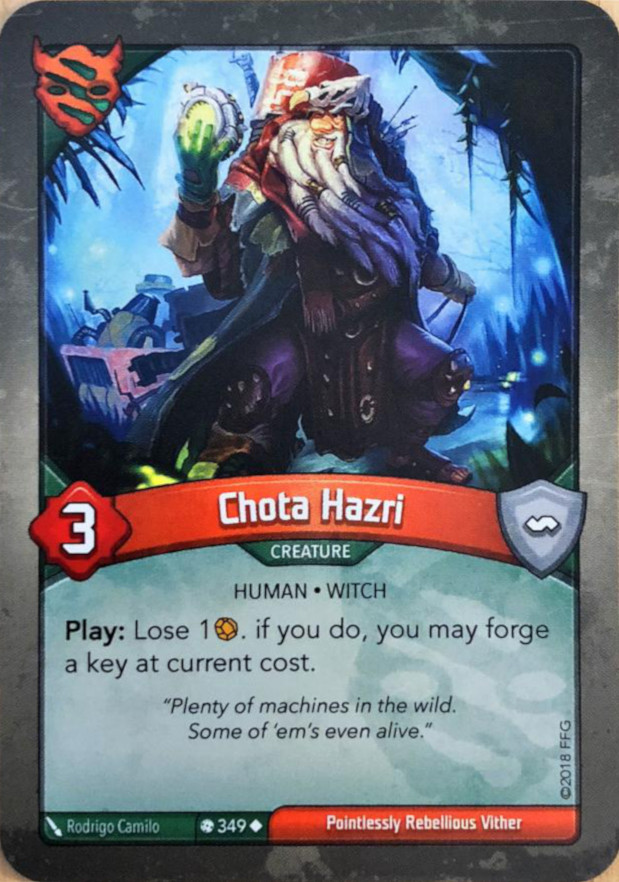 3
Chota Hazri
CREATURE
HUMAN • WITCH
Play: Lose 1. if you do, you may forge
a key at current cost.
“Plenty of machines in the wild.
Some of ‘em’s even alive.”
©2018 FFG
Rodrigo Camilo
349
Pointlessly Rebellious Vither